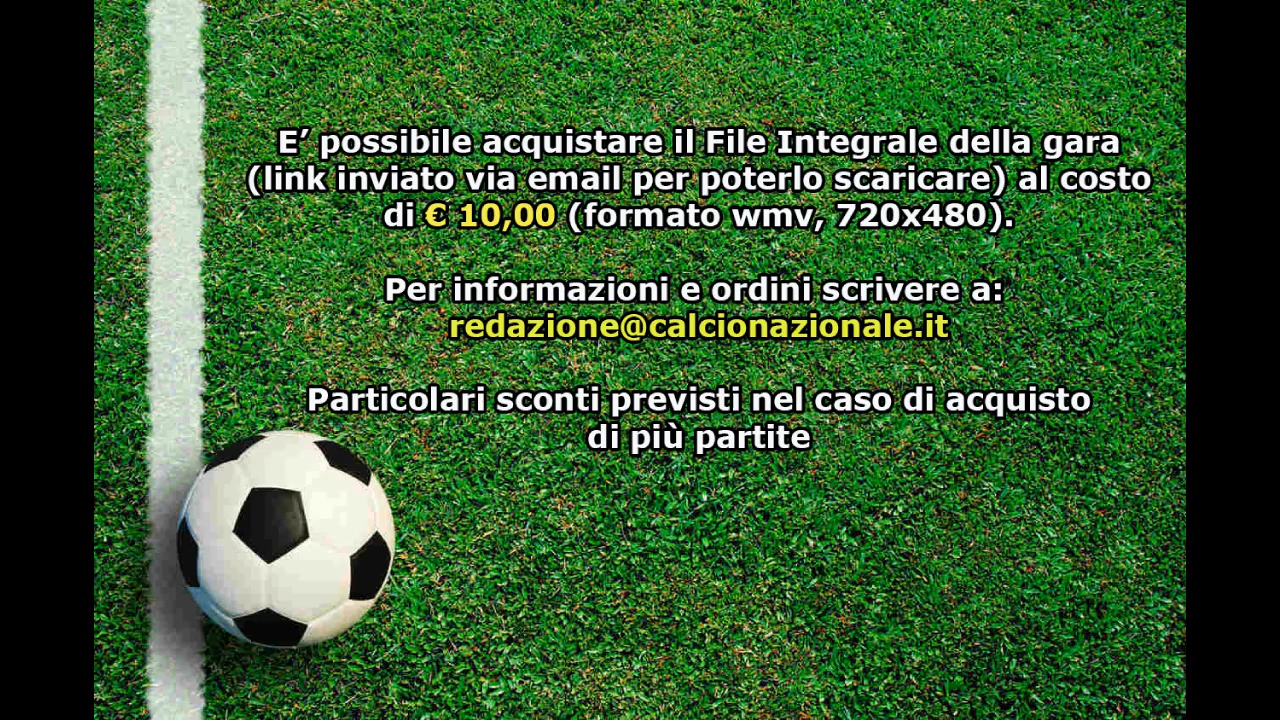 E’ possibile acquistare il File Integrale della gara
(link inviato via email per poterlo scaricare) al costo
di € 10,00 (formato wmv, 720x480).
Per informazioni e ordini scrivere a:
redazione@calcionazionale.it
Particolari sconti previsti nel caso di acquisto
di più partite